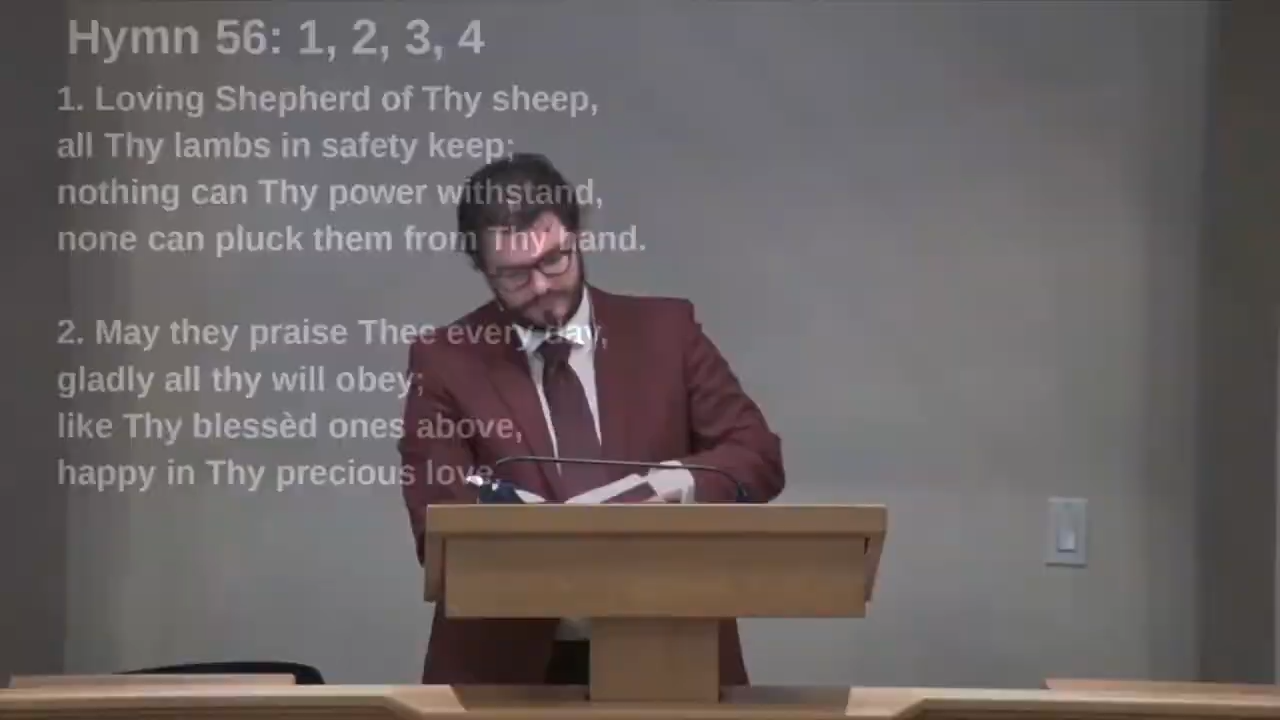 Hymn 56: 1, 2, 3, 4
1. Loving Shepherd of Thy sheep,
all Thy lambs in safety keep;
nothing can Thy power withstand,
none can pluck them from Thy hand.
2. May they praise Thee every day,
gladly all thy will obey;
like Thy blessèd ones above,
happy in Thy precious love